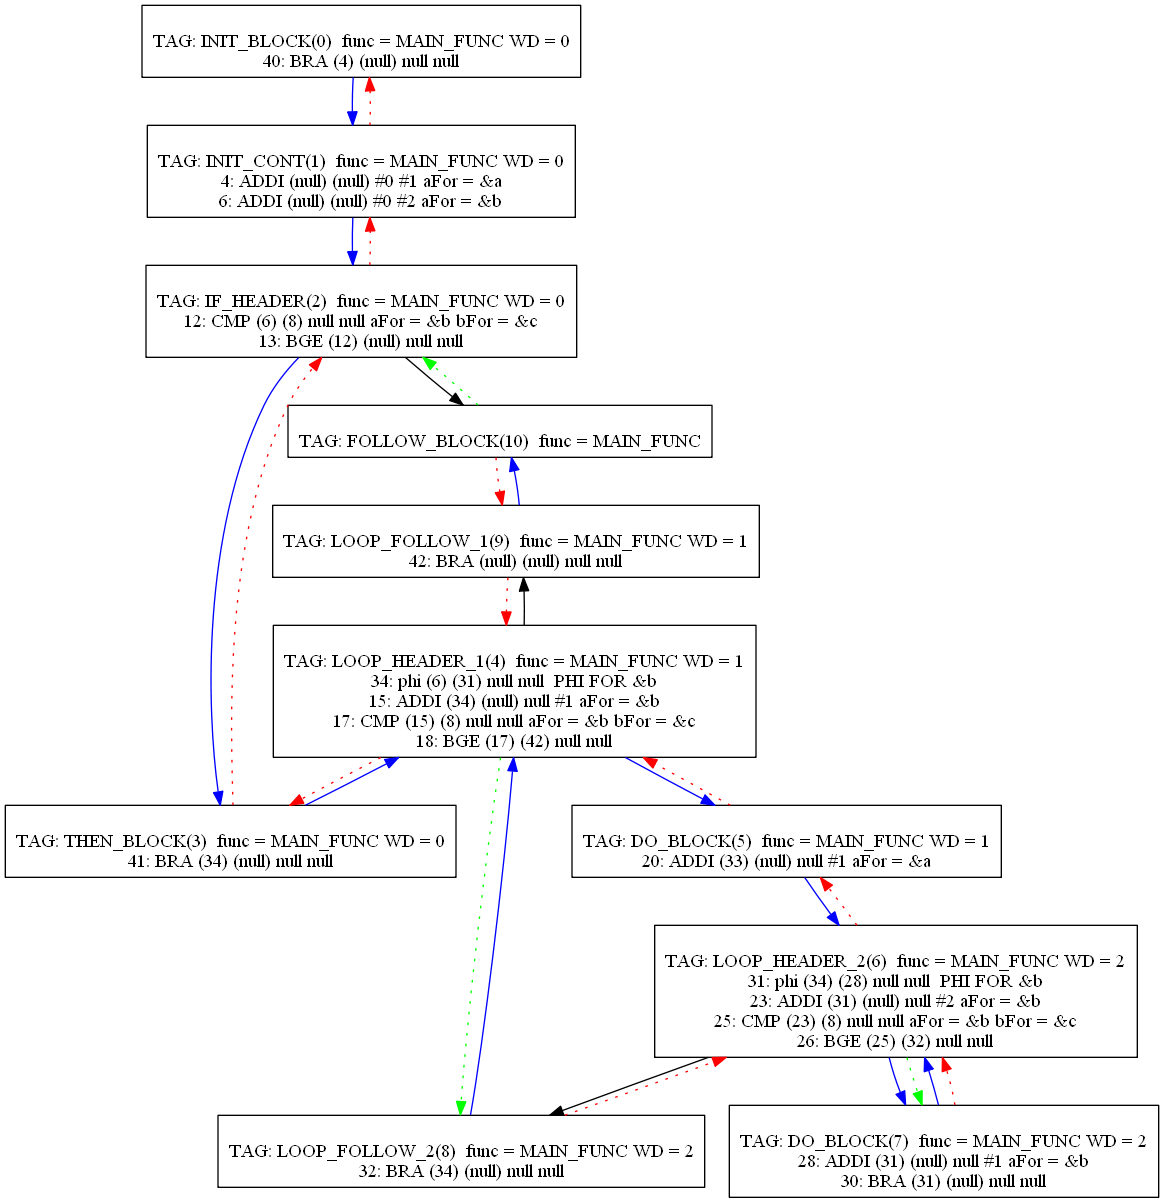 TAG: INIT_BLOCK(0)  func = MAIN_FUNC WD = 0
40: BRA (4) (null) null null
TAG: INIT_CONT(1)  func = MAIN_FUNC WD = 0
4: ADDI (null) (null) #0 #1 aFor = &a
6: ADDI (null) (null) #0 #2 aFor = &b
TAG: IF_HEADER(2)  func = MAIN_FUNC WD = 0
12: CMP (6) (8) null null aFor = &b bFor = &c
13: BGE (12) (null) null null
TAG: FOLLOW_BLOCK(10)  func = MAIN_FUNC
TAG: LOOP_FOLLOW_1(9)  func = MAIN_FUNC WD = 1
42: BRA (null) (null) null null
TAG: LOOP_HEADER_1(4)  func = MAIN_FUNC WD = 1
34: phi (6) (31) null null  PHI FOR &b
15: ADDI (34) (null) null #1 aFor = &b
17: CMP (15) (8) null null aFor = &b bFor = &c
18: BGE (17) (42) null null
TAG: THEN_BLOCK(3)  func = MAIN_FUNC WD = 0
41: BRA (34) (null) null null
TAG: DO_BLOCK(5)  func = MAIN_FUNC WD = 1
20: ADDI (33) (null) null #1 aFor = &a
TAG: LOOP_HEADER_2(6)  func = MAIN_FUNC WD = 2
31: phi (34) (28) null null  PHI FOR &b
23: ADDI (31) (null) null #2 aFor = &b
25: CMP (23) (8) null null aFor = &b bFor = &c
26: BGE (25) (32) null null
TAG: LOOP_FOLLOW_2(8)  func = MAIN_FUNC WD = 2
32: BRA (34) (null) null null
TAG: DO_BLOCK(7)  func = MAIN_FUNC WD = 2
28: ADDI (31) (null) null #1 aFor = &b
30: BRA (31) (null) null null